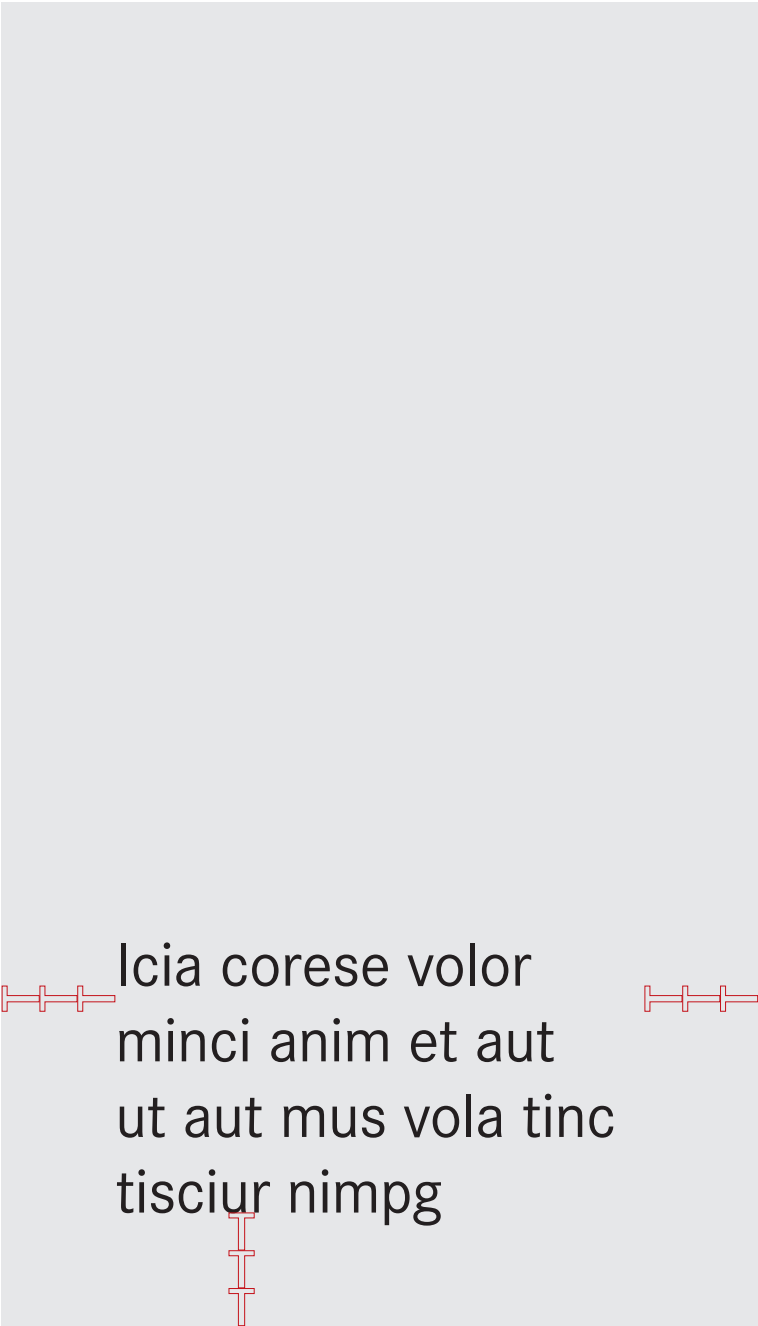 Icia corese volor
minci anim et aut
ut aut mus vola tinc
tisciur nimpg